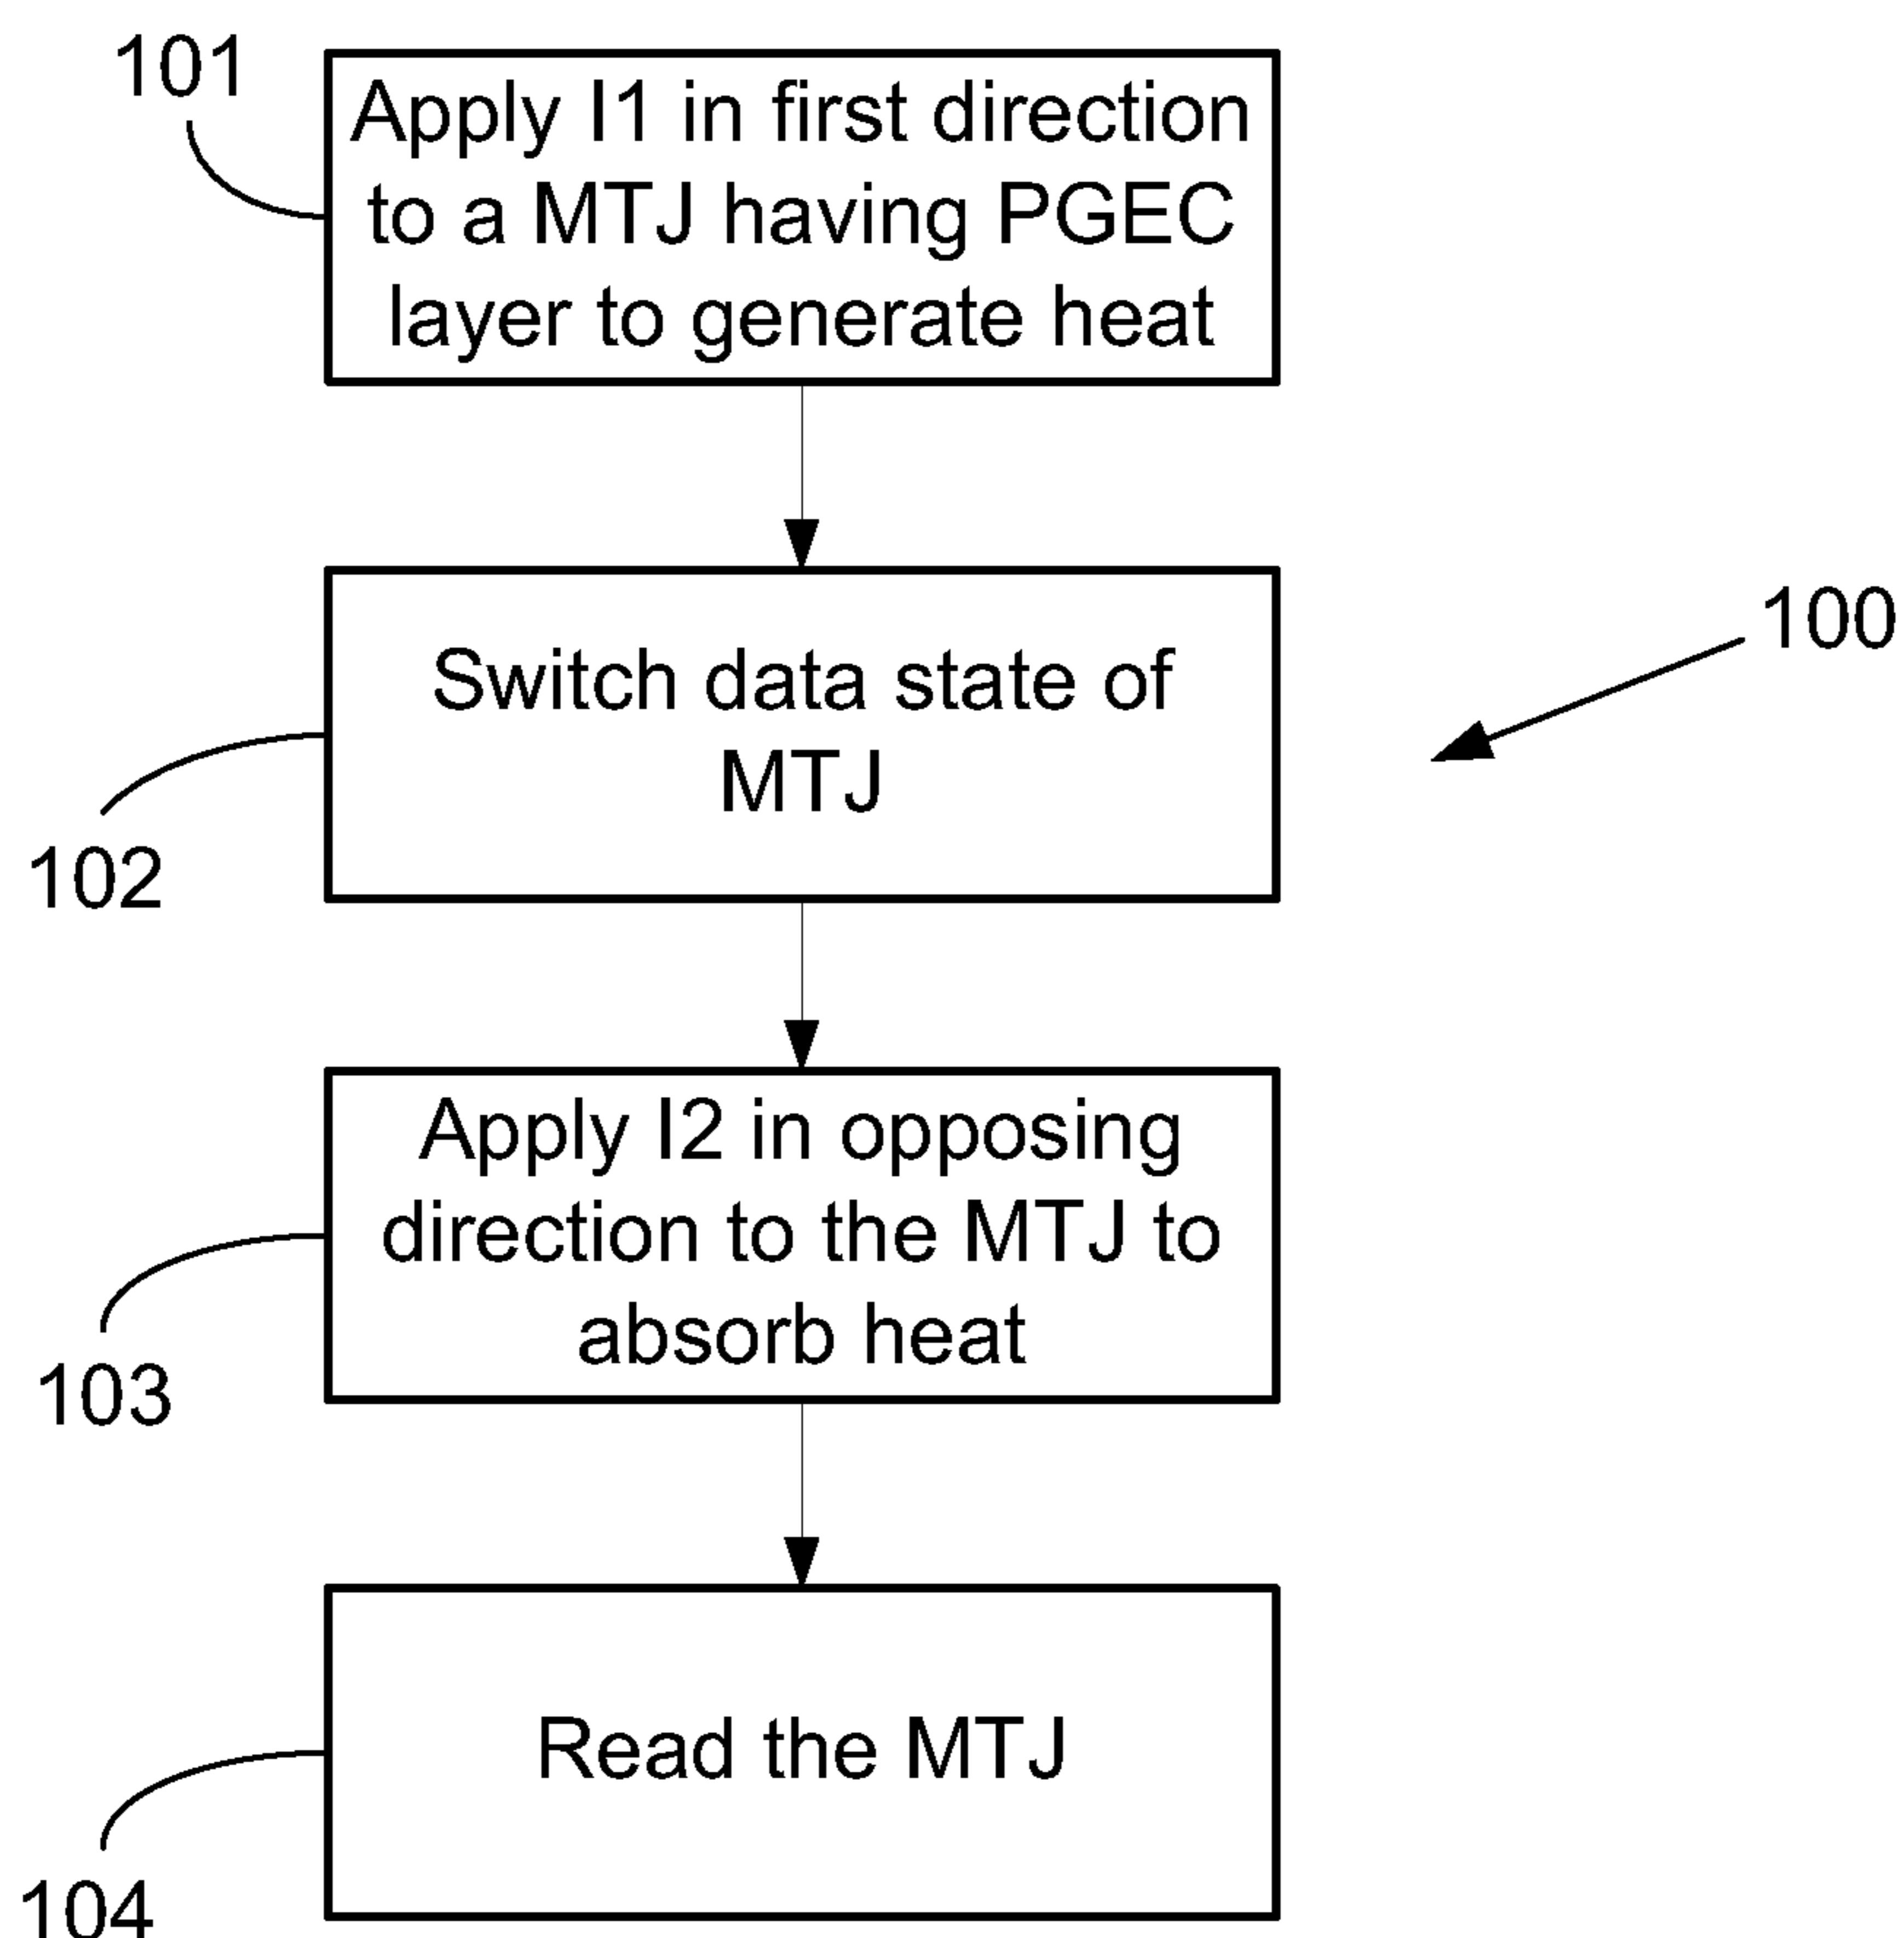 101
Apply I1 in first direction
to a MTJ having PGEC
layer to generate heat
100
Switch data state of
MTJ
102
Apply I2 in opposing
direction to the MTJ to
absorb heat
103
Read the MTJ
104